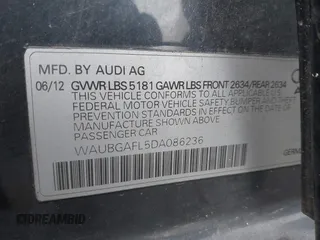 MFD. BY AUDI AG
06/12 GVWR LBS 5181 GAWR LBS FRONT 2634/REAR 2634
THIS VEHICLE CONFORMS TO ALL APPLICABLE
FEDERAL MOTOR VEHICLE SAFETY BUMPER AND THEFT
PREVENTION STANDARDS IN EFFECT ON THE
DATE OF MANUFACTURE SHOWN ABOVE
PASSENGER CAR
WAUBGAFL5DA086236
©IDREAMBID